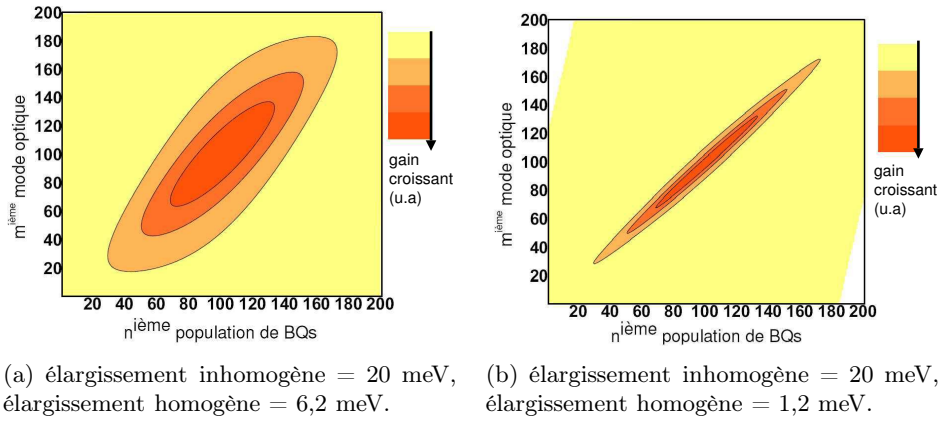 200
180
160
140
120
100
80
60
40
20
20 40 60 80 100 120 140 160 180 200
mième mode optique
nième population de BQs
gain
croissant
(u.a)
200
180
160
140
120
100
80
60
40
20
20 40 60 80 100 120 140 160 180 200
mième mode optique
nième population de BQs
gain
croissant
(u.a)
(a) élargissement inhomogène = 20 meV,
élargissement homogène = 6,2 meV.
(b) élargissement inhomogène = 20 meV,
élargissement homogène = 1,2 meV.